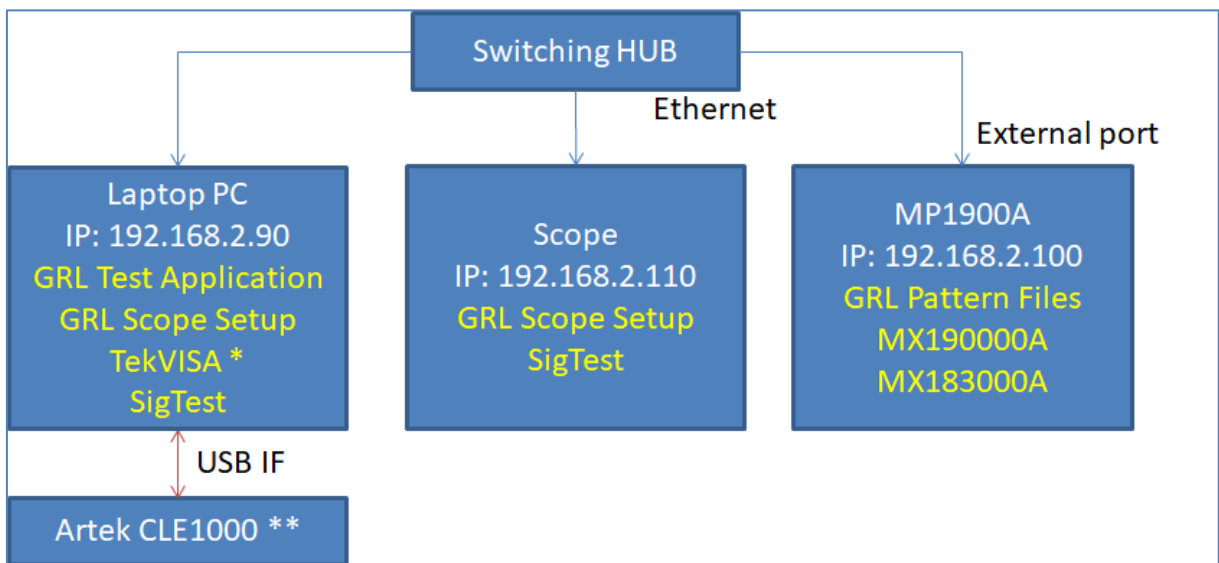 Switching HUB
Ethernet
External port
Laptop PC
IP: 192.168.2.90
GRL Test Application
GRL Scope Setup
TekVISA *
SigTest
Scope
IP: 192.168.2.110
GRL Scope Setup
SigTest
MP1900A
IP: 192.168.2.100
GRL Pattern Files
MX190000A
MX183000A
USB IF
Artek CLE1000 **